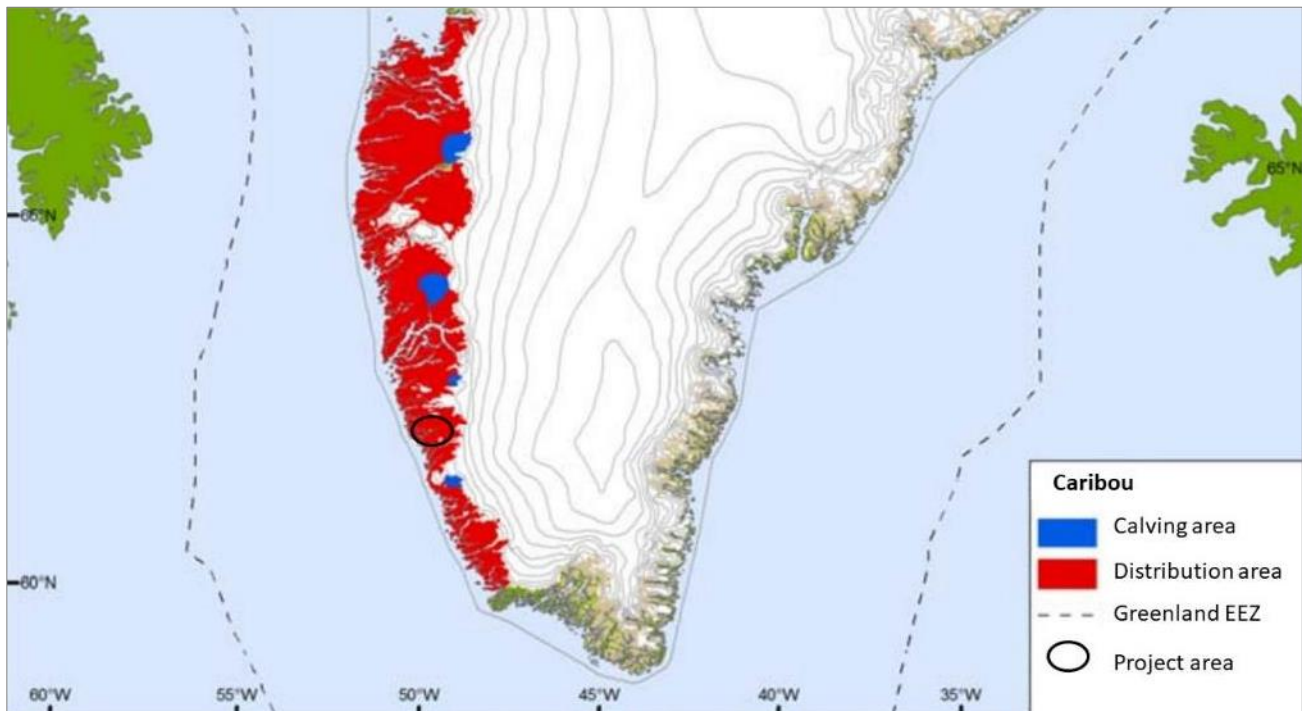 65°N
65°N
60°N
60°W
55°W
50°W
45°W
40°W
35°W
Caribou
Calving area
Distribution area
Greenland EEZ
Project area